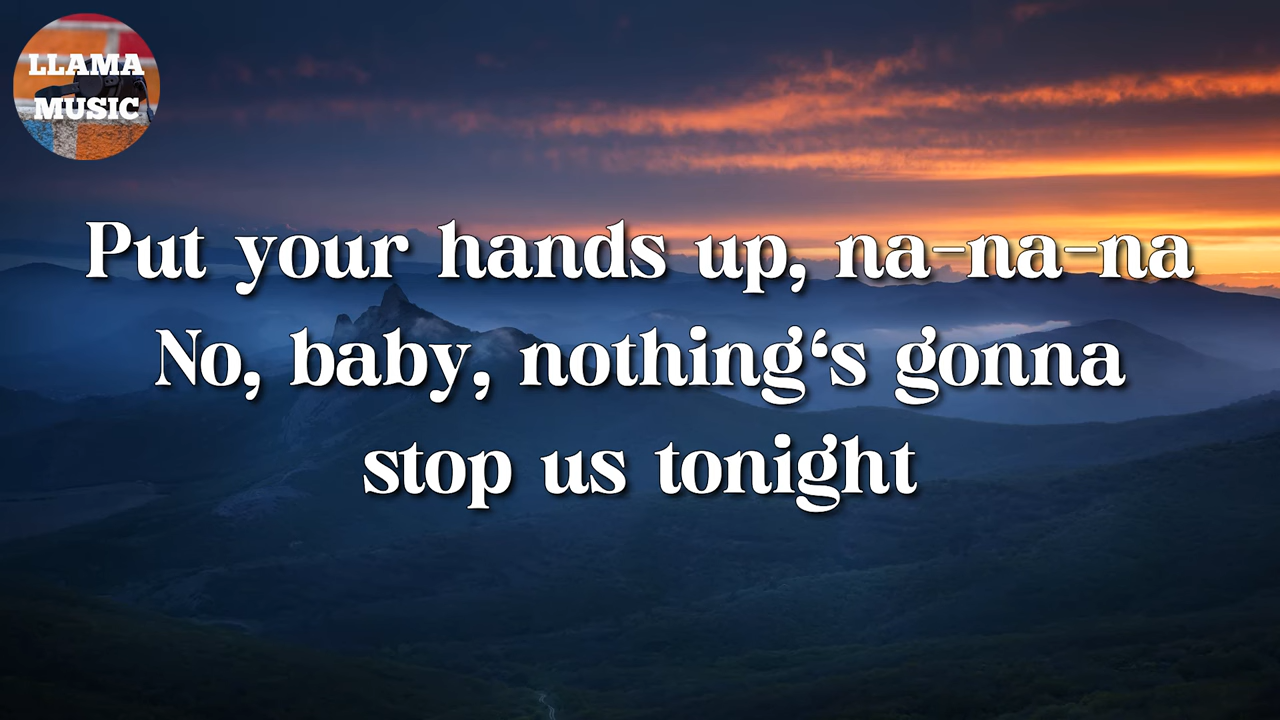 LLAMA
MUSIC
Put your hands up, na-na-na
No, baby, nothing‘s gonna
stop us tonight